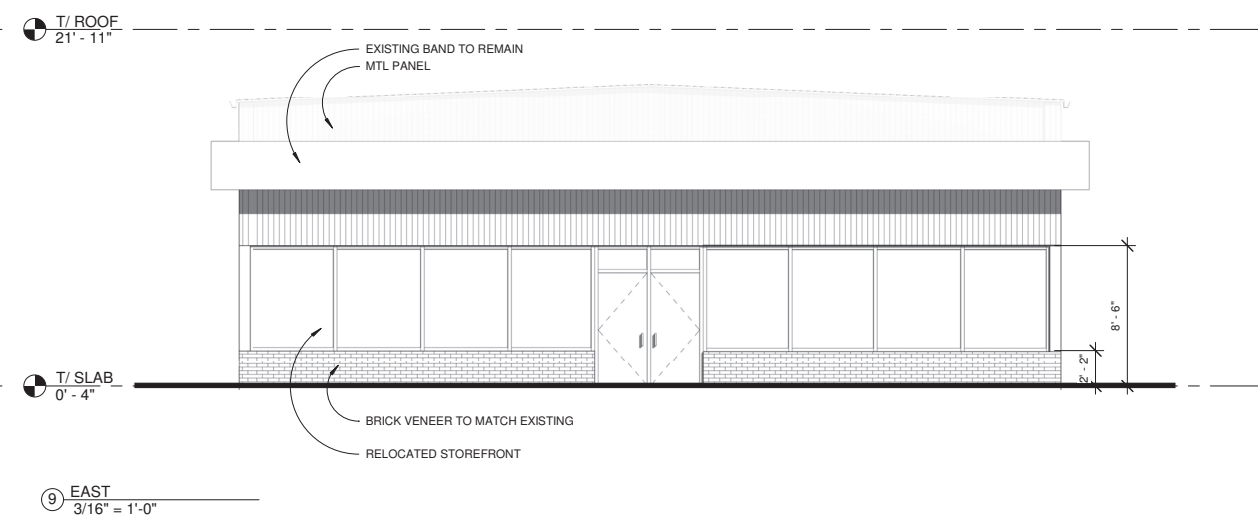 T/ ROOF
21' - 11"
EXISTING BAND TO REMAIN
MTL PANEL
8' - 6"
2' - 2"
T/ SLAB
0' - 4"
BRICK VENEER TO MATCH EXISTING
RELOCATED STOREFRONT
9 EAST
3/16" = 1'-0"